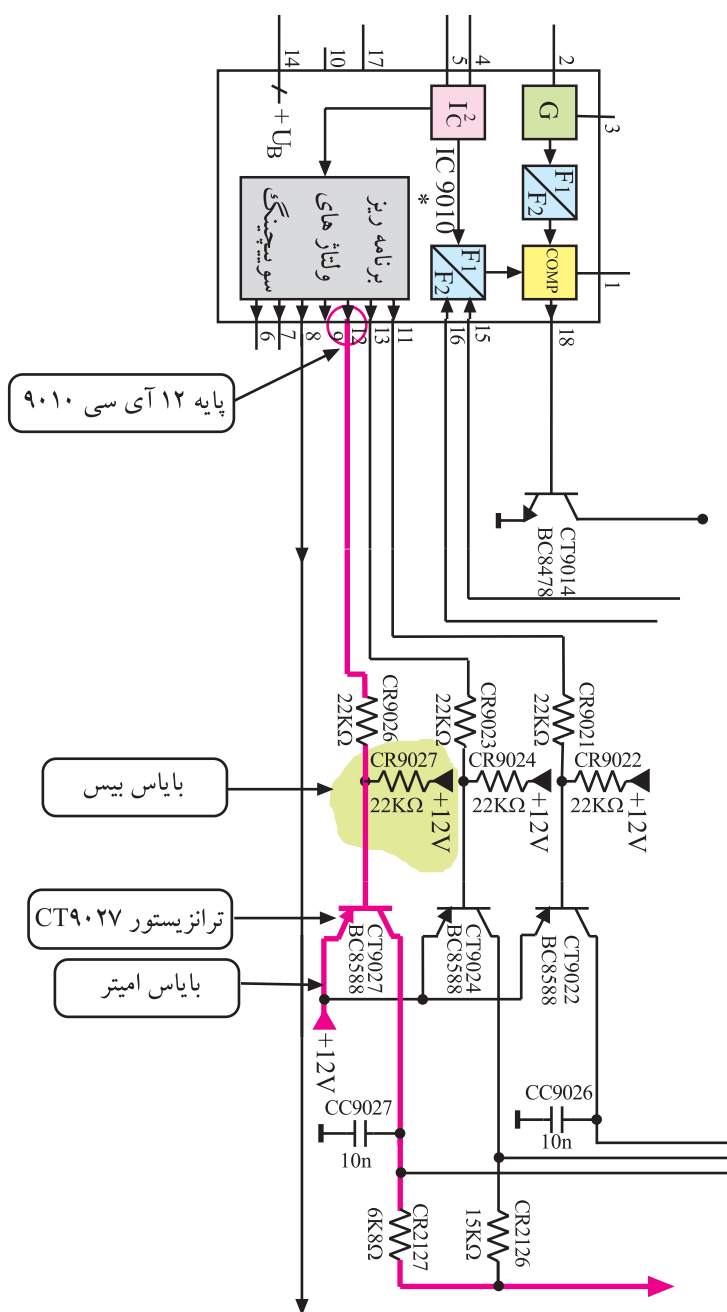 14
10
17
5
4
2
3
+U_B
I²_C
G
IC 9010
*
F1
F2
برنامه ریز
ولتاژ های
سوییچینگ
F1
F2
COMP
1
6
7
8
9
12
13
11
16
15
18
پایه ۱۲ آی سی ۹۰۱۰
CT9014
BC8478
CR9026
22KΩ
CR9023
22KΩ
CR9021
22KΩ
CR9027
22KΩ
+12V
CR9024
22KΩ
+12V
CR9022
22KΩ
+12V
بایاس بیس
ترانزیستور CT۹۰۲۷
CT9027
BC8588
CT9024
BC8588
CT9022
BC8588
بایاس امیتر
+12V
CC9027
10n
CC9026
10n
CR2127
6K8Ω
CR2126
15KΩ